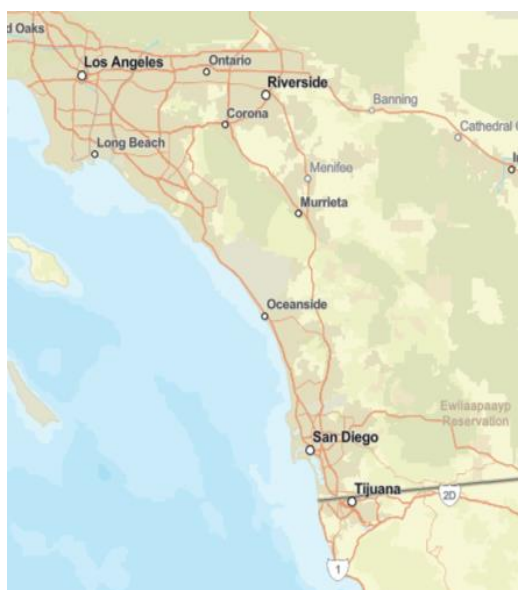 d Oaks
Los Angeles
Ontario
Riverside
Banning
Corona
Cathedral C
Long Beach
In
Menifee
Murrieta
Oceanside
Ewiiaapaayp
Reservation
San Diego
Tijuana
2D
1